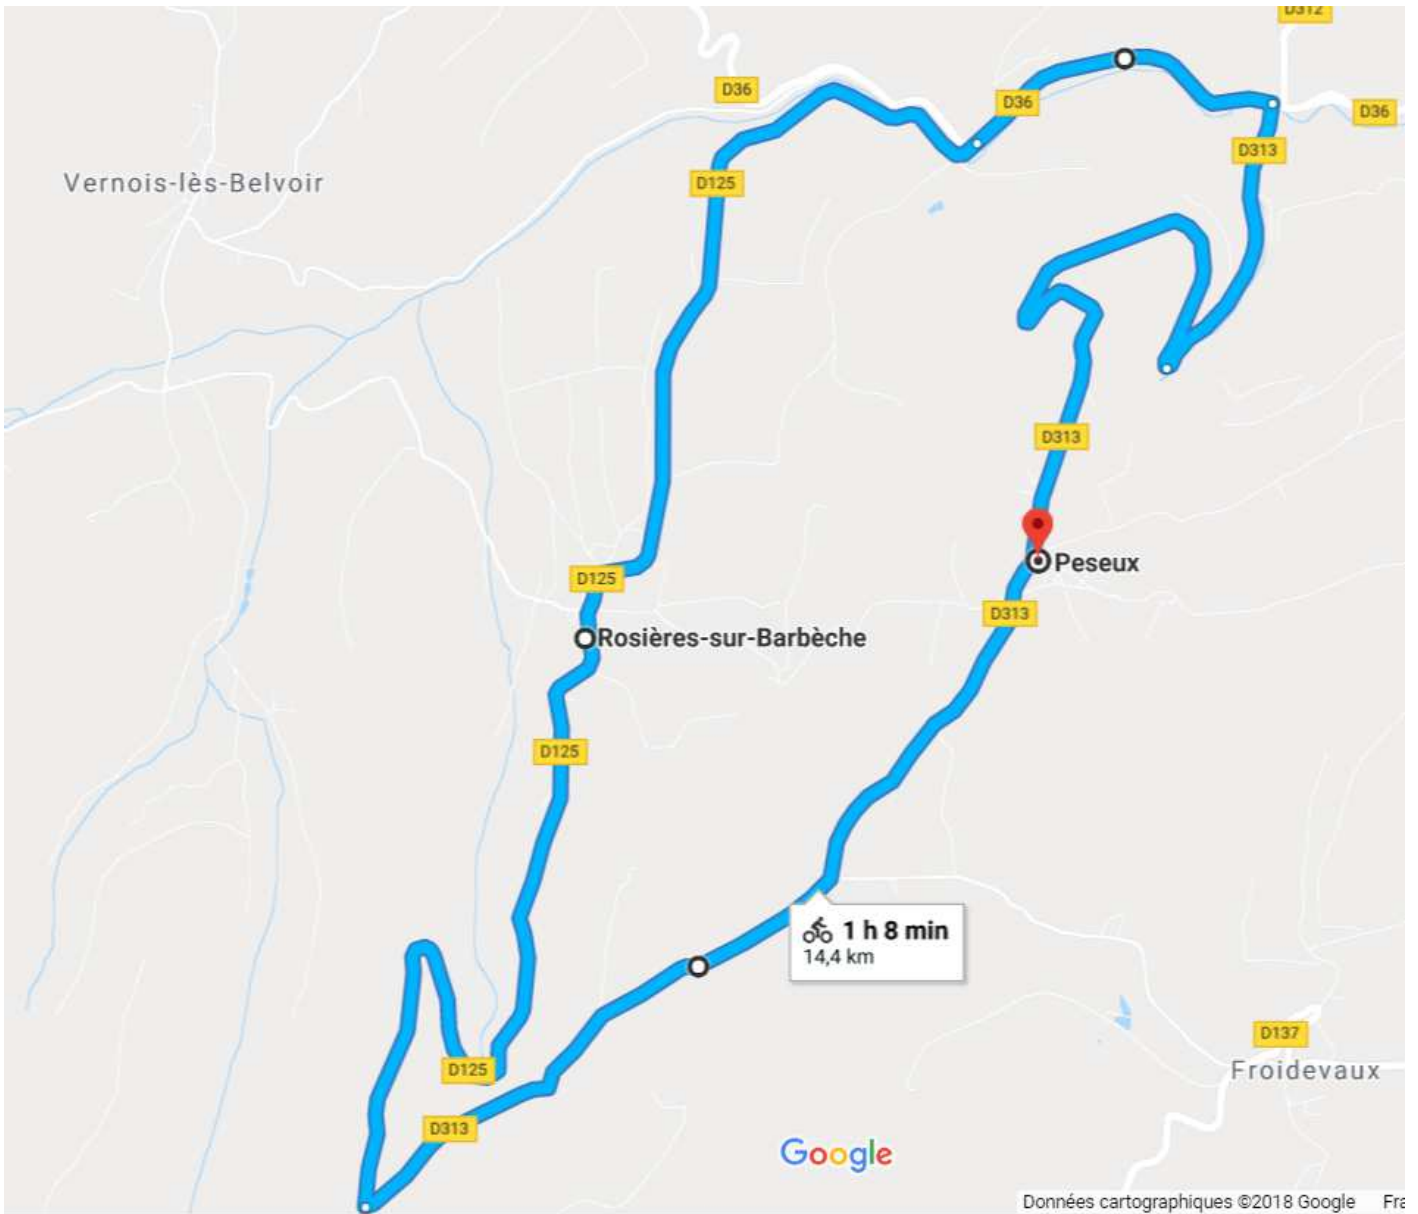 D312
D36
D36
D36
D313
Vernois-lès-Belvoir
D125
D313
Peseux
D125
D313
Rosières-sur-Barbèche
D125
1 h 8 min
14,4 km
D137
D125
Froidevaux
D313
Google
Données cartographiques ©2018 Google Fra